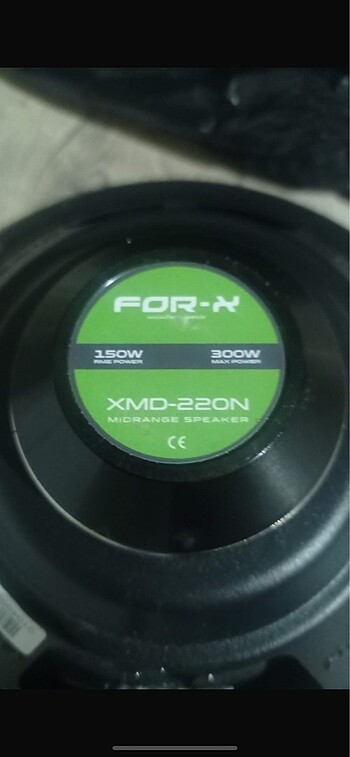 FOR-X
150W 300W
RMS POWER MAX POWER
XMD-220N
MIDRANGE SPEAKER
CE